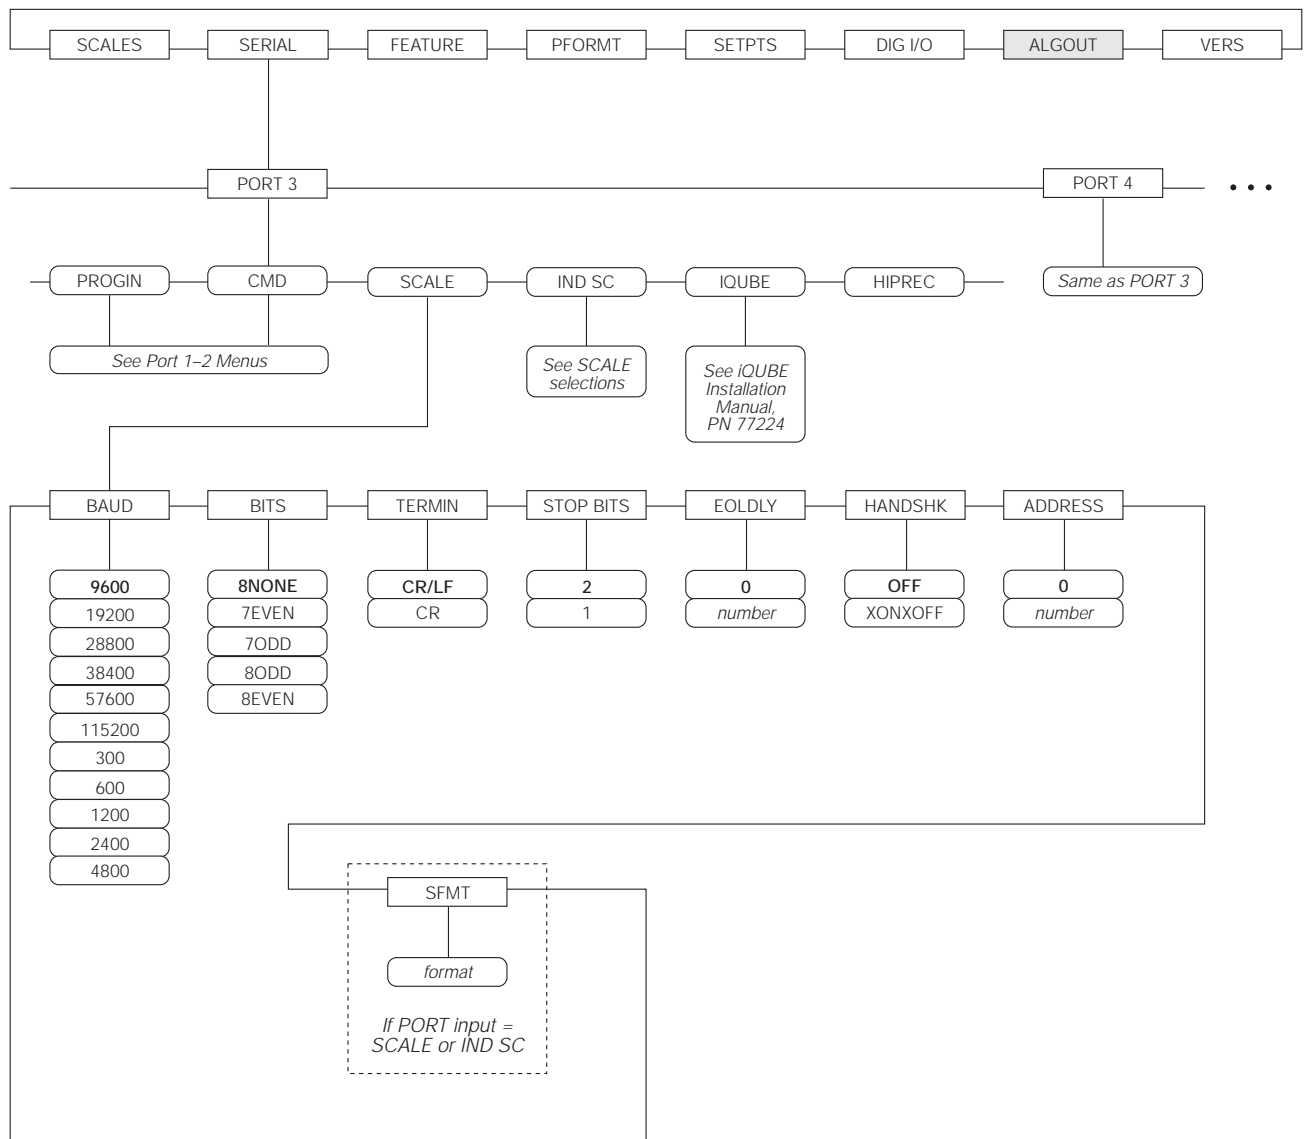 SCALES
SERIAL
FEATURE
PFORMT
SETPTS
DIG I/O
ALGOUT
VERS
PORT 3
PORT 4
• • •
PROGIN
CMD
SCALE
IND SC
IQUBE
HIPREC
Same as PORT 3
See Port 1–2 Menus
See SCALE
selections
See iQUBE
Installation
Manual,
PN 77224
BAUD
BITS
TERMIN
STOP BITS
EOLDLY
HANDSHK
ADDRESS
9600
19200
28800
38400
57600
115200
300
600
1200
2400
4800
8NONE
7EVEN
7ODD
8ODD
8EVEN
CR/LF
CR
2
1
0
number
OFF
XONXOFF
0
number
SFMT
format
If PORT input =
SCALE or IND SC